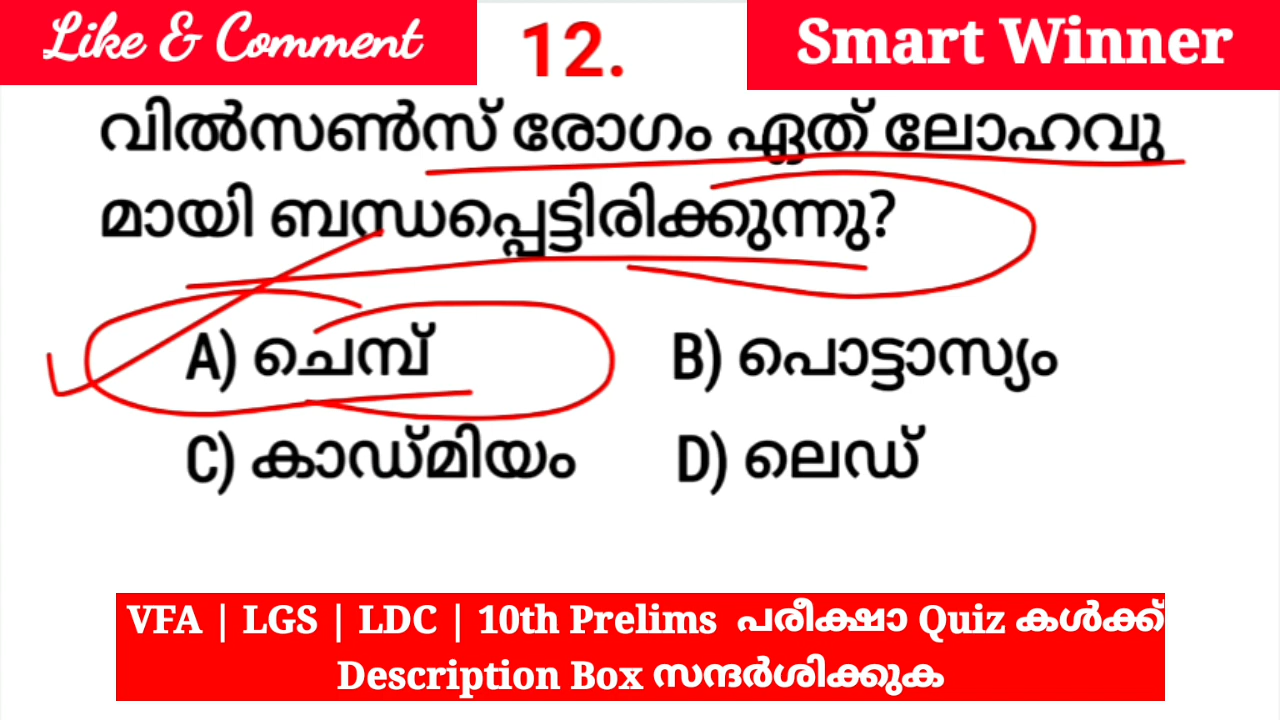 Like & Comment
12.
Smart Winner
വിൽസൺസ് രോഗം ഏത് ലോഹവു
മായി ബന്ധപ്പെട്ടിരിക്കുന്നു?
A) ചെമ്പ് B) പൊട്ടാസ്യം
C) കാഡ്മിയം D) ലെഡ്
VFA | LGS | LDC | 10th Prelims പരീക്ഷാ Quiz കൾക്ക്
Description Box സന്ദർശിക്കുക